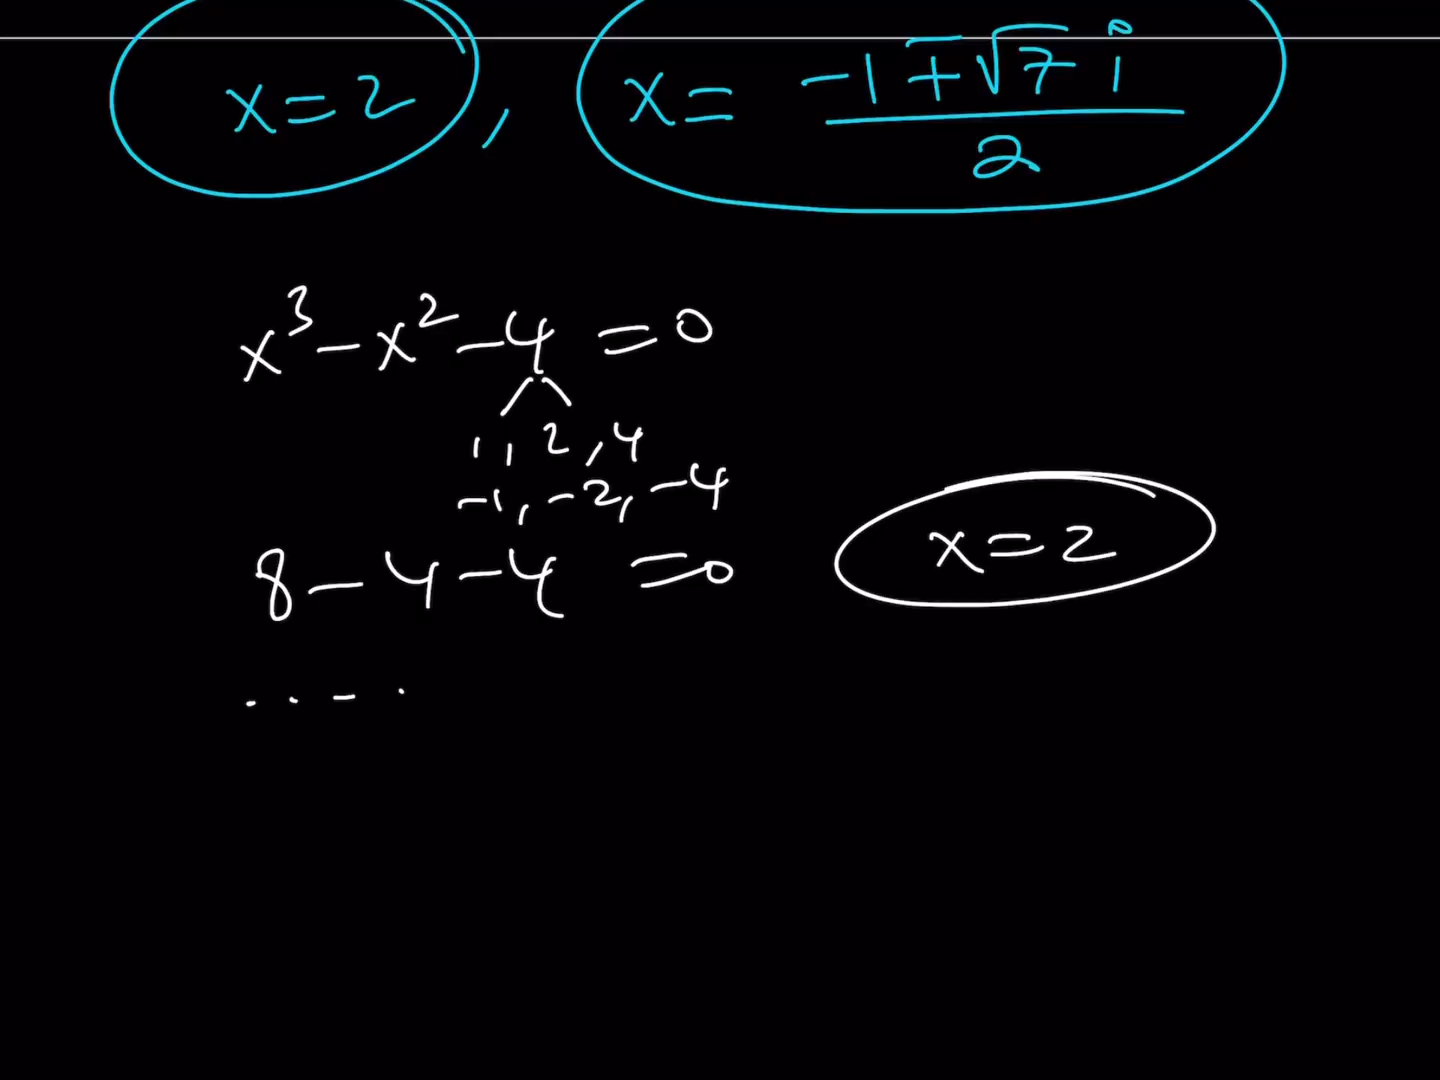 x=2, x= (-1∓√7 i)/2
x³-x²-4=0
1, 2, 4
-1, -2, -4
8-4-4=0
x=2
..-.